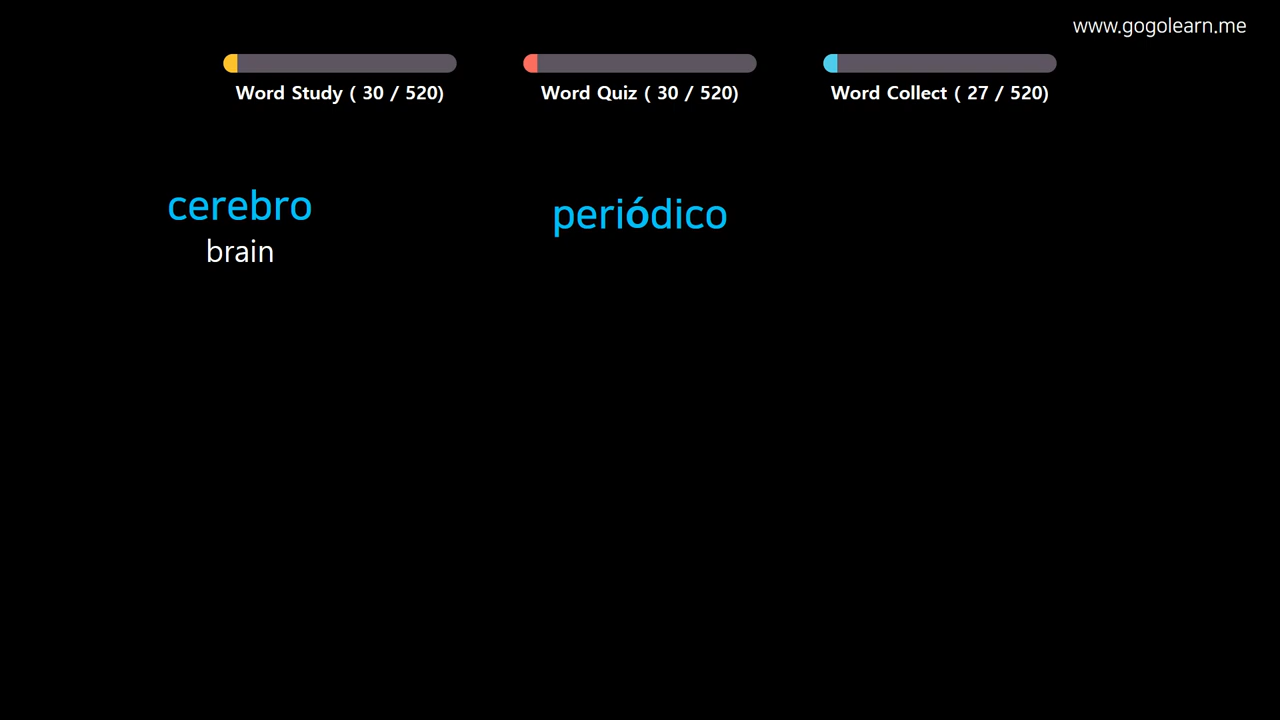 www.gogolearn.me
Word Study ( 30 / 520)
Word Quiz ( 30 / 520)
Word Collect ( 27 / 520)
cerebro
brain
periódico